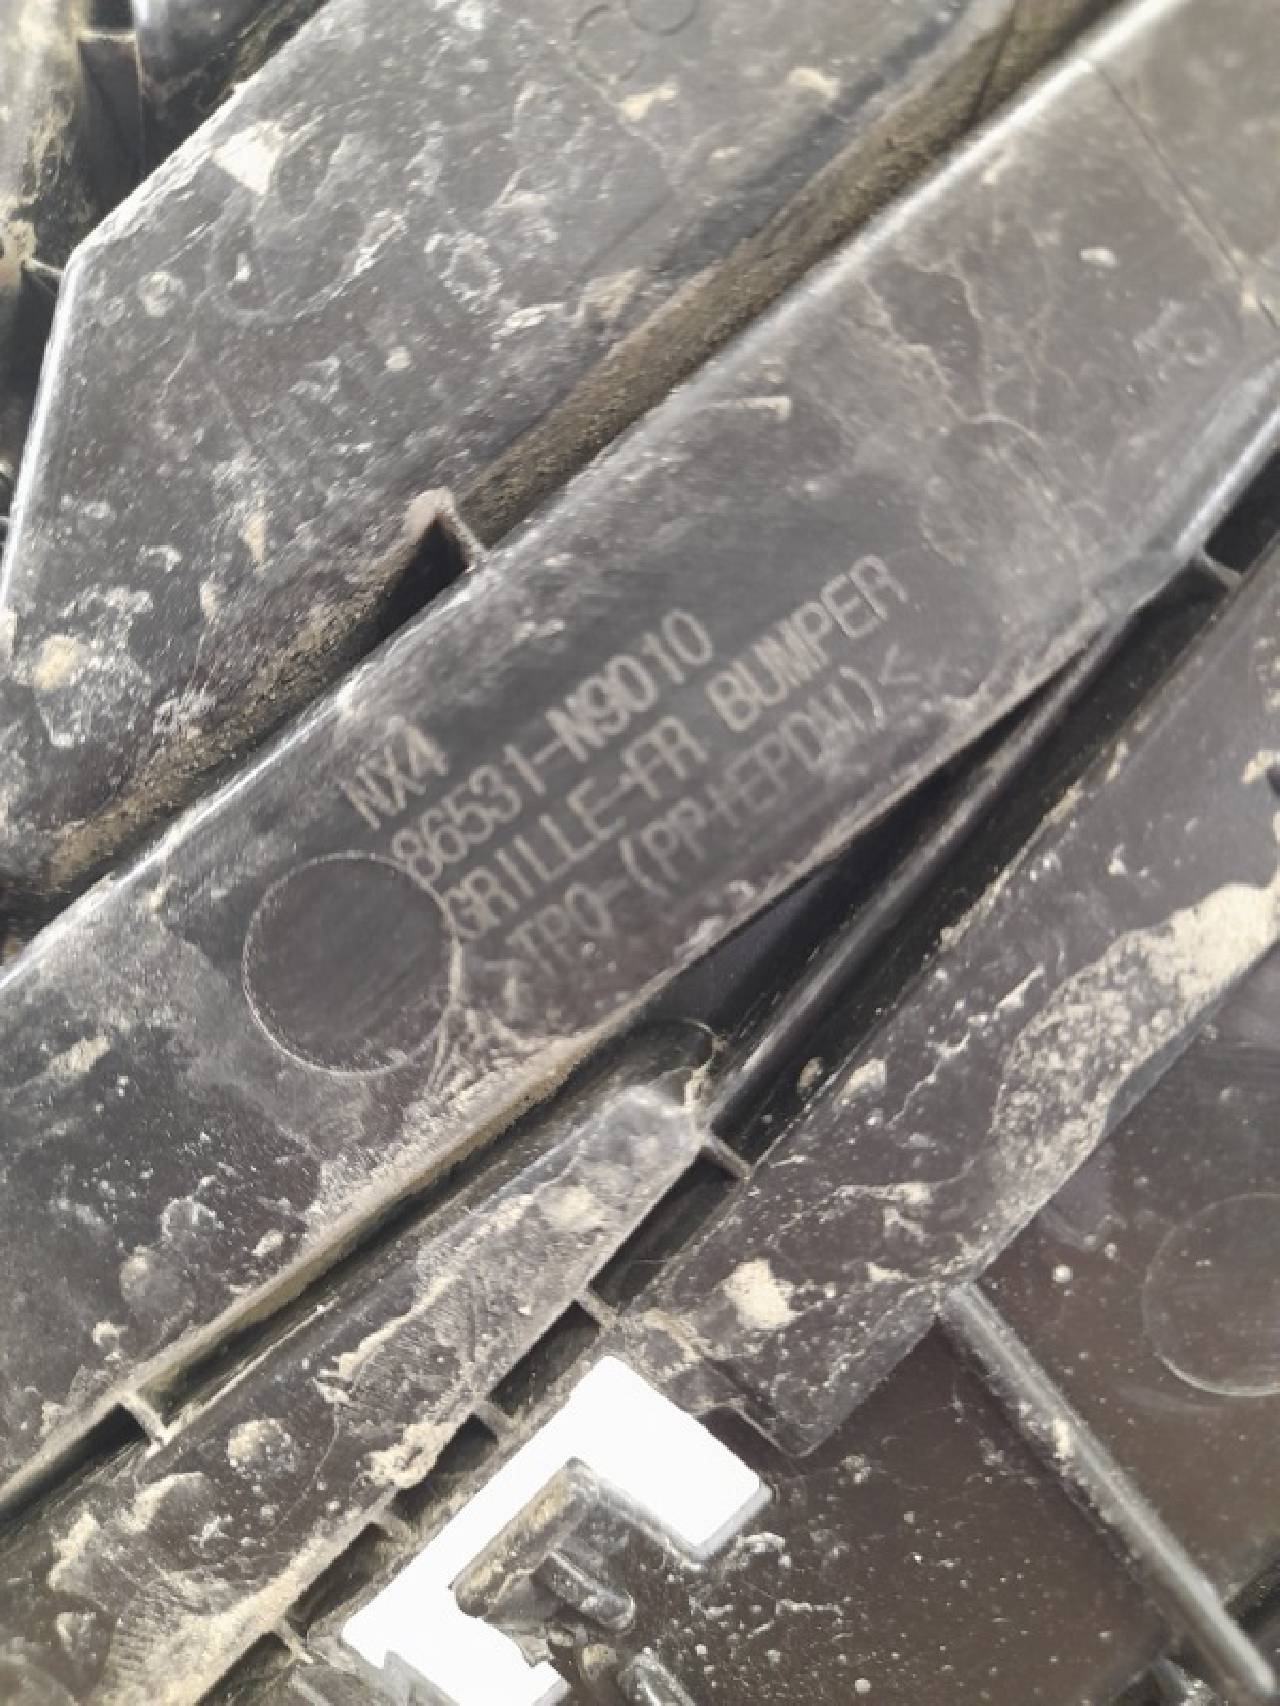 NX4
86531-N9010
GRILLE-FR BUMPER
>TPO-(PP+EPDM)<